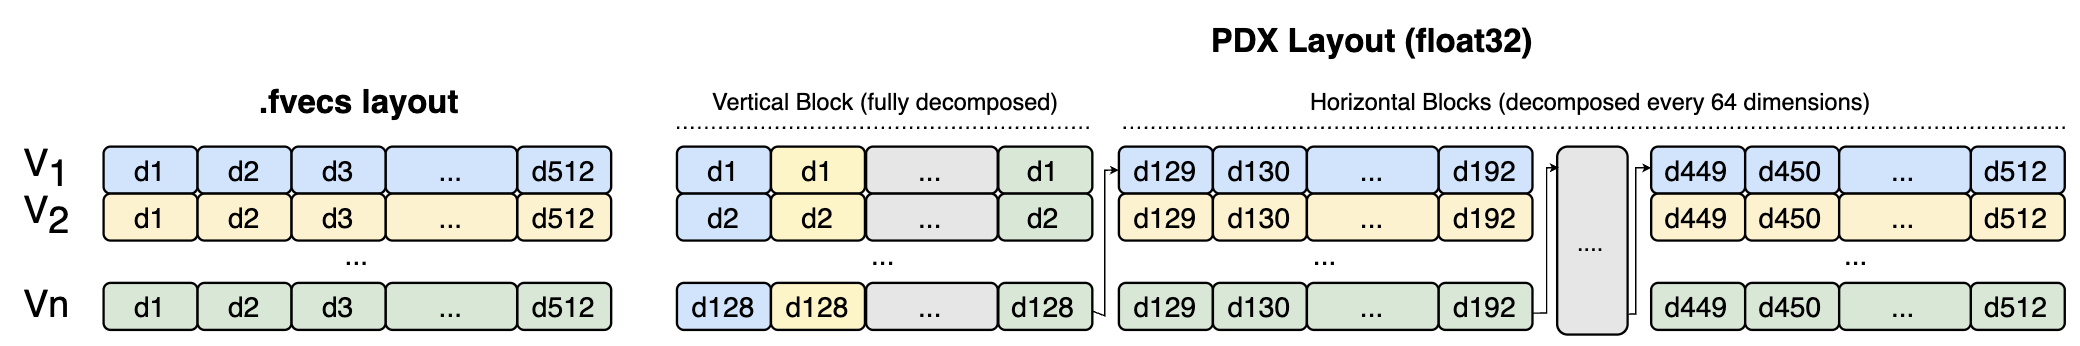 PDX Layout (float32)
.fvecs layout
Vertical Block (fully decomposed)
Horizontal Blocks (decomposed every 64 dimensions)
V1 d1 d2 d3 ... d512 d1 d1 ... d1 d129 d130 ... d192 d449 d450 ... d512
V2 d1 d2 d3 ... d512 d2 d2 ... d2 d129 d130 ... d192 .... d449 d450 ... d512
... ... ... ...
Vn d1 d2 d3 ... d512 d128 d128 ... d128 d129 d130 ... d192 d449 d450 ... d512